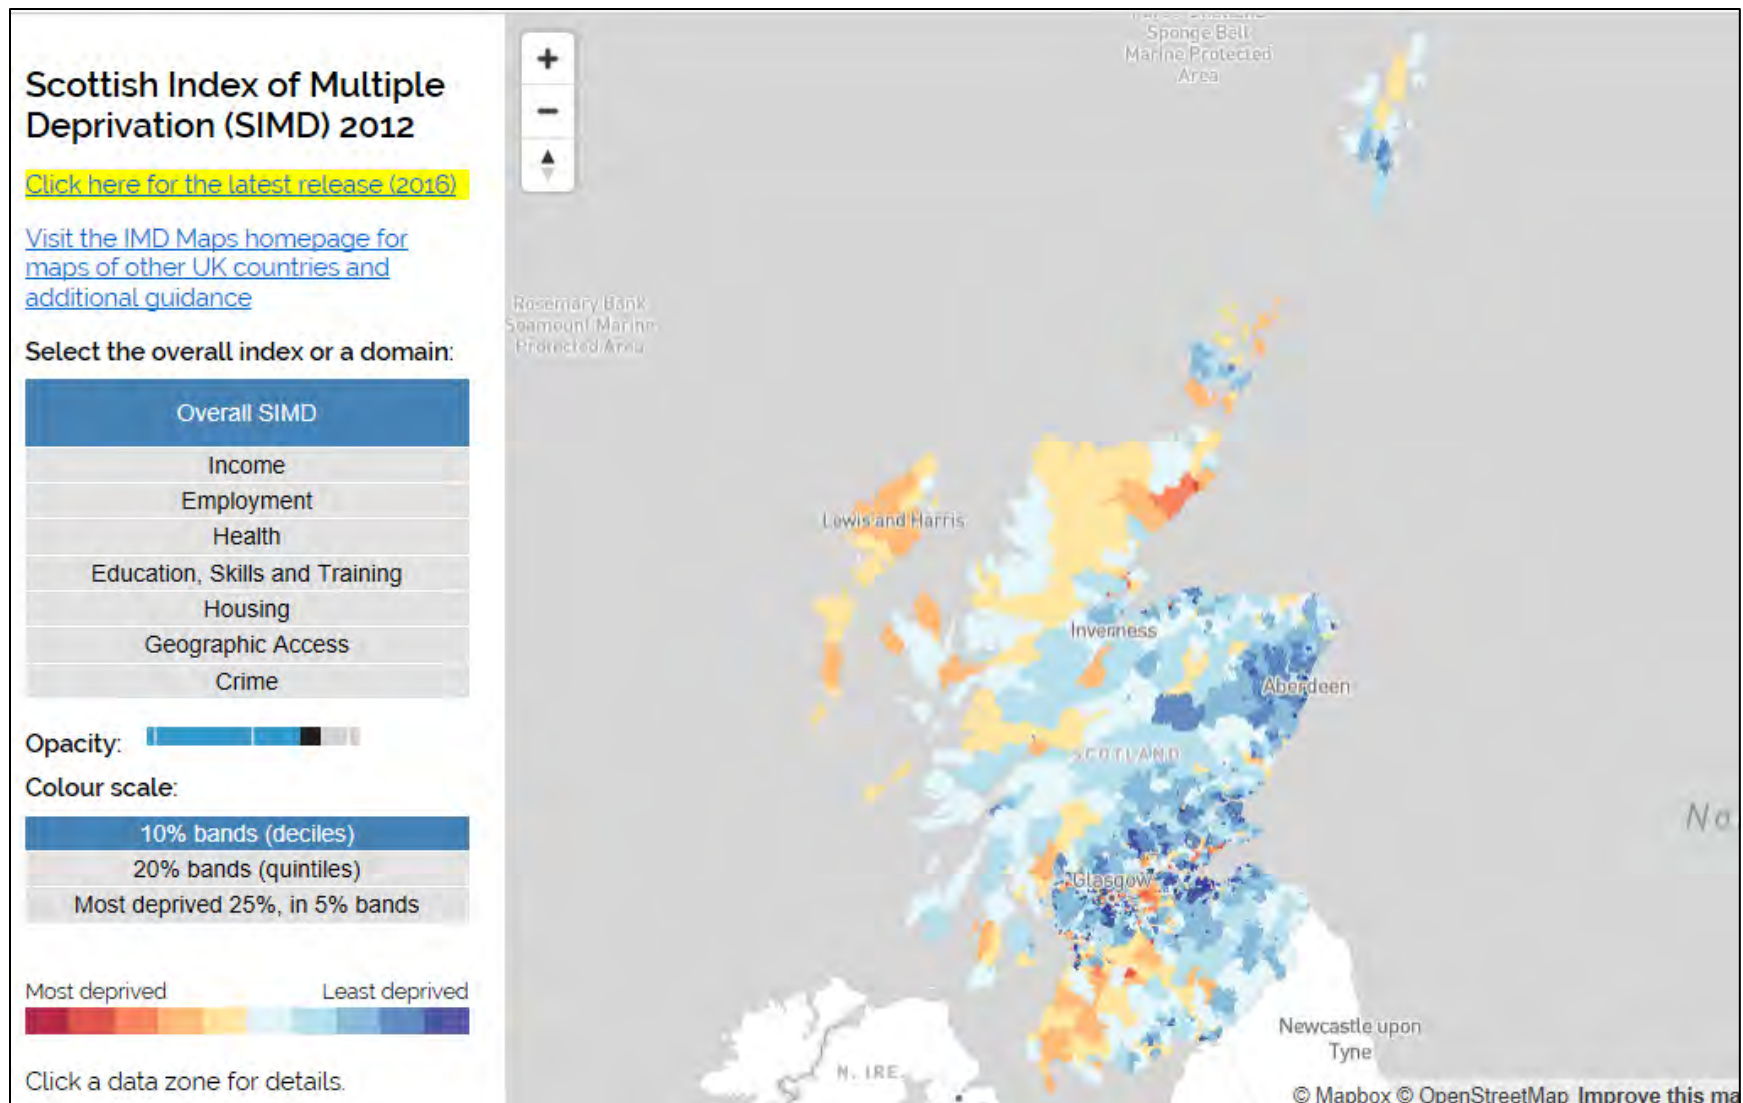 Scottish Index of Multiple
Deprivation (SIMD) 2012
Click here for the latest release (2016)
Visit the IMD Maps homepage for
maps of other UK countries and
additional guidance
Select the overall index or a domain:
Overall SIMD
Income
Employment
Health
Education, Skills and Training
Housing
Geographic Access
Crime
Opacity:
Colour scale:
10% bands (deciles)
20% bands (quintiles)
Most deprived 25%, in 5% bands
Most deprived Least deprived
Click a data zone for details.
Sponge Belt
Marine Protected
Area
Rosemary Bank
Seamount Marine
Protected Area
Lewis and Harris
Inverness
Aberdeen
SCOTLAND
No
Glasgow
Newcastle upon
Tyne
N. IRE.
© Mapbox © OpenStreetMap Improve this ma